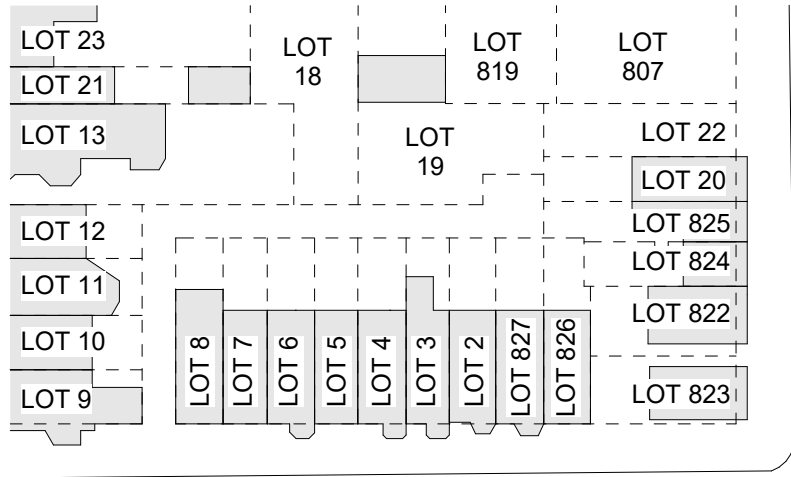 LOT 23
LOT
18
LOT
819
LOT
807
LOT 21
LOT 13
LOT
19
LOT 22
LOT 20
LOT 12
LOT 825
LOT 824
LOT 11
LOT 822
LOT 10
LOT 9
LOT 8
LOT 7
LOT 6
LOT 5
LOT 4
LOT 3
LOT 2
LOT 827
LOT 826
LOT 823